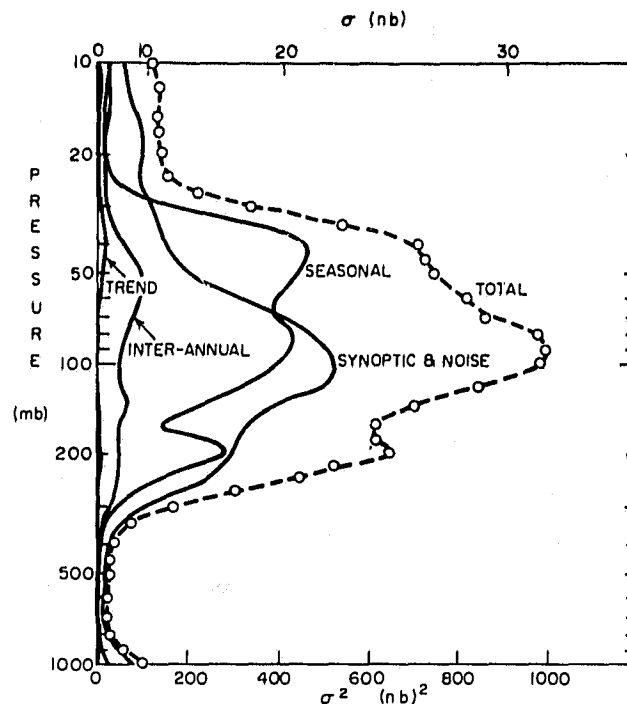 σ (nb)
0 10 20 30
PRESSURE
(mb)
10
20
50
100
200
500
1000
TREND
INTER-ANNUAL
SEASONAL
TOTAL
SYNOPTIC & NOISE
0 200 400 600 800 1000
σ² (nb)²